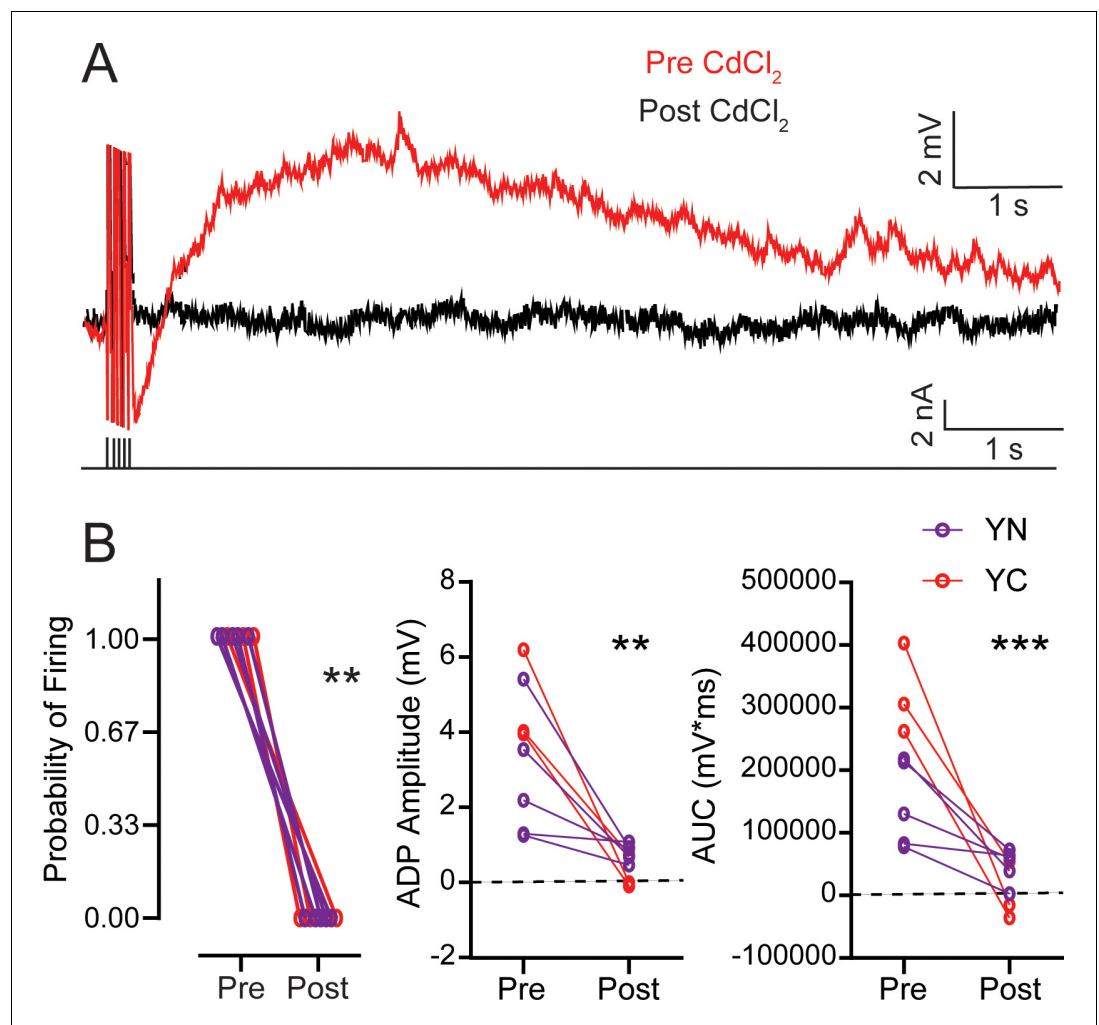 A
Pre CdCl₂
Post CdCl₂
2 mV
1 s
2 nA
1 s
B
YN
YC
Probability of Firing
1.00
0.67
0.33
0.00
**
Pre
Post
ADP Amplitude (mV)
8
6
4
2
0
-2
**
Pre
Post
AUC (mV*ms)
500000
400000
300000
200000
100000
0
-100000
***
Pre
Post